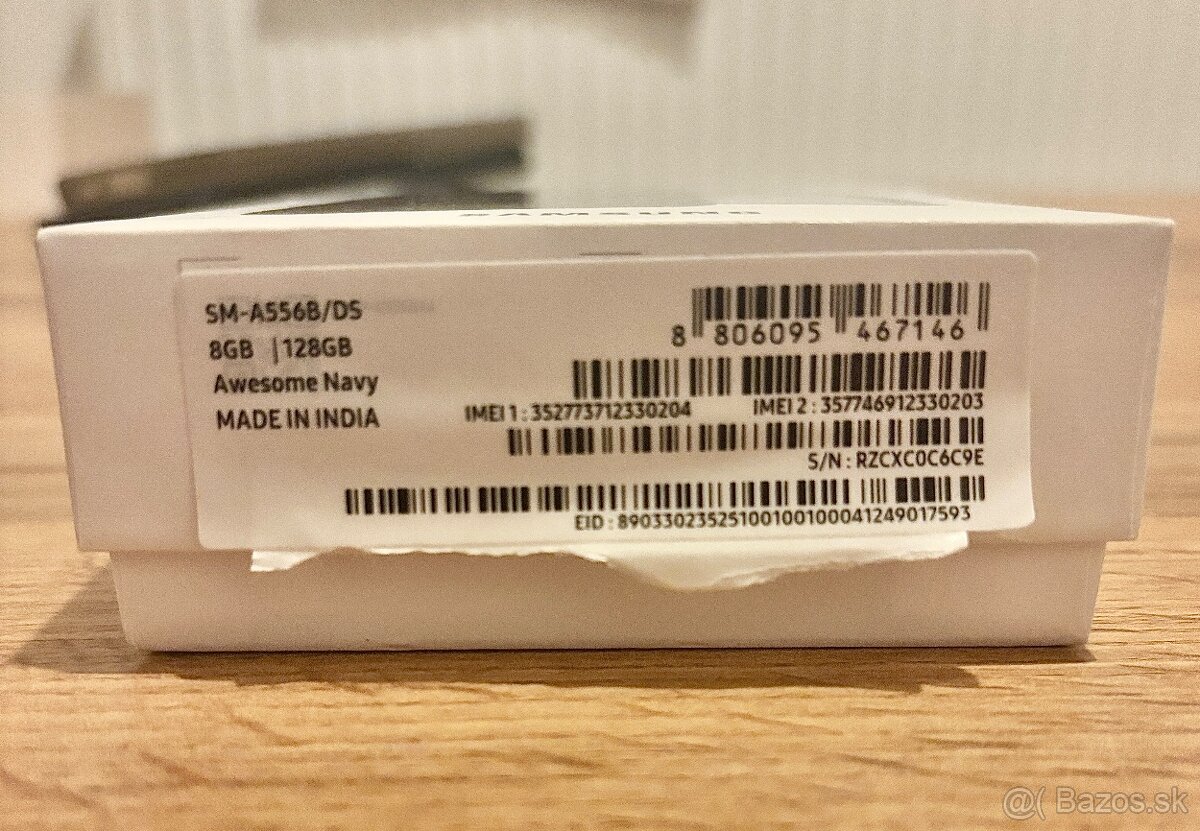 SAMSUNG
SM-A556B/DS
8GB | 128GB
Awesome Navy
MADE IN INDIA
8 806095 467146
IMEI 1 : 352773712330204
IMEI 2 : 357746912330203
S/N : RZCXC0C6C9E
EID : 89033023525100100100041249017593
@( Bazos.sk